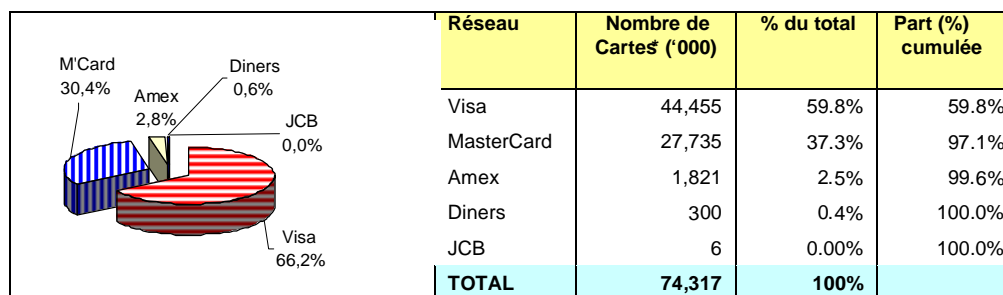 M'Card
30,4%
Amex
2,8%
Diners
0,6%
JCB
0,0%
Visa
66,2%
Réseau Nombre de Cartes* (‘000) % du total Part (%) cumulée
Visa 44,455 59.8% 59.8%
MasterCard 27,735 37.3% 97.1%
Amex 1,821 2.5% 99.6%
Diners 300 0.4% 100.0%
JCB 6 0.00% 100.0%
TOTAL 74,317 100%